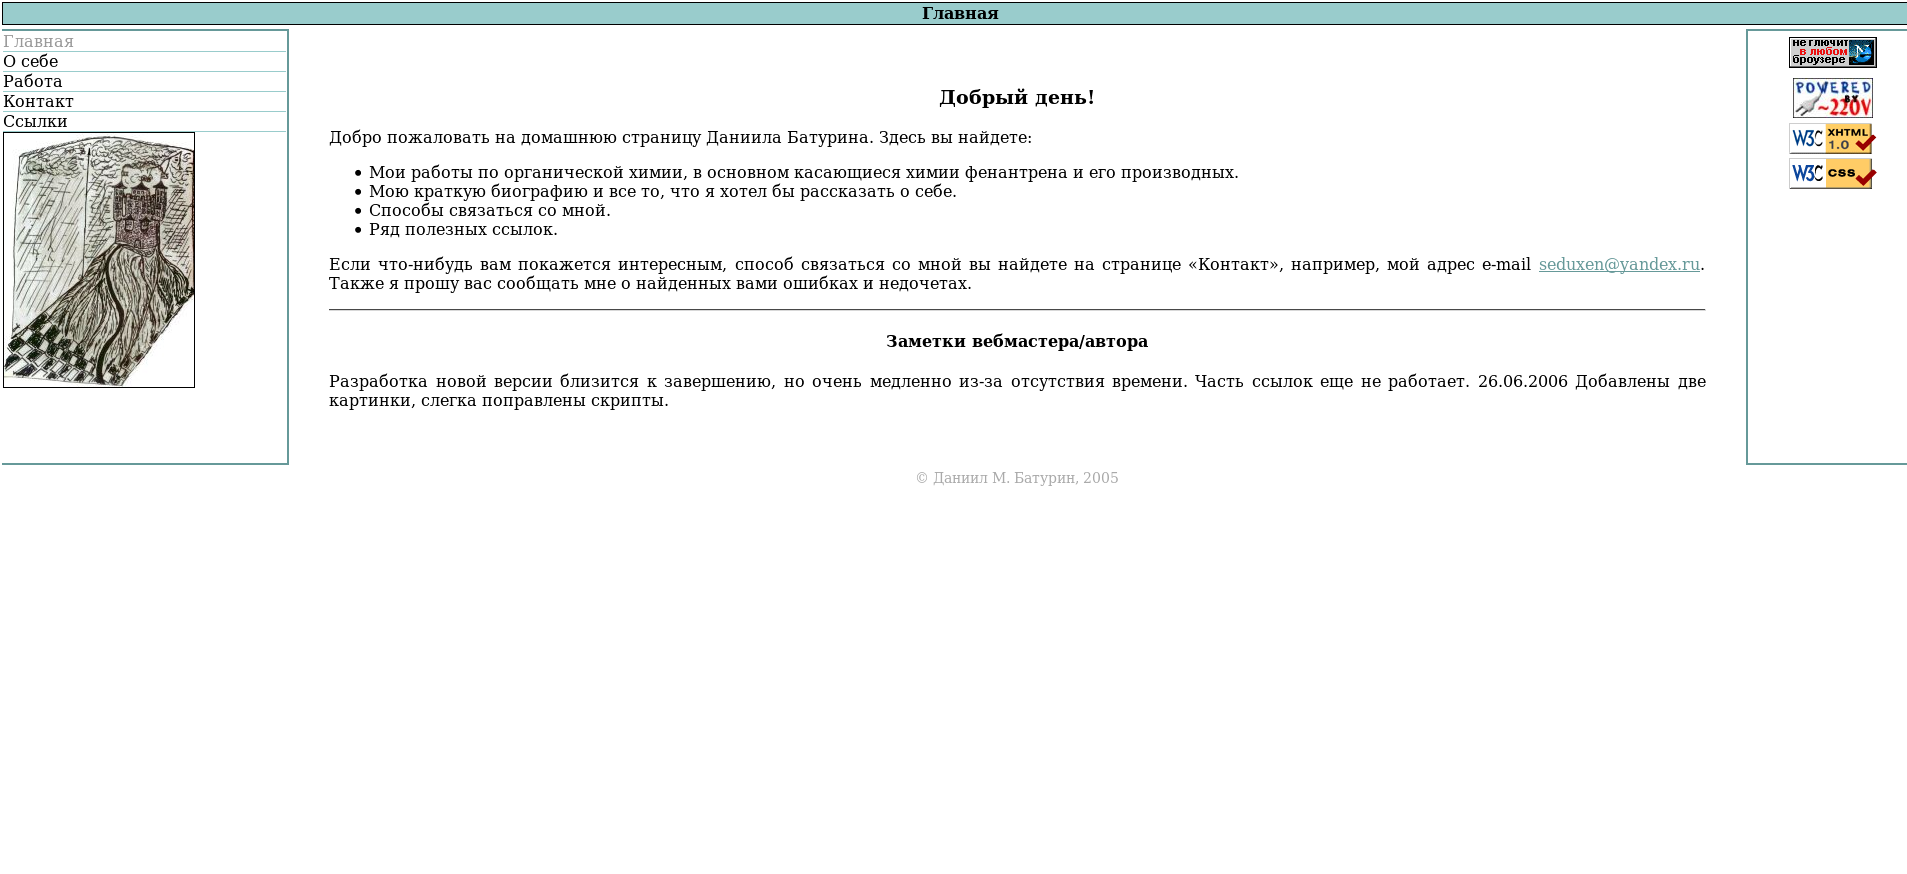 Главная
Главная
О себе
Работа
Контакт
Ссылки
Добрый день!
Добро пожаловать на домашнюю страницу Даниила Батурина. Здесь вы найдете:
• Мои работы по органической химии, в основном касающиеся химии фенантрена и его производных.
• Мою краткую биографию и все то, что я хотел бы рассказать о себе.
• Способы связаться со мной.
• Ряд полезных ссылок.
Если что-нибудь вам покажется интересным, способ связаться со мной вы найдете на странице «Контакт», например, мой адрес e-mail seduxen@yandex.ru.
Также я прошу вас сообщать мне о найденных вами ошибках и недочетах.
Заметки вебмастера/автора
Разработка новой версии близится к завершению, но очень медленно из-за отсутствия времени. Часть ссылок еще не работает. 26.06.2006 Добавлены две
картинки, слегка поправлены скрипты.
не глючит
в любом
броузере
POWERED
BY
~220V
W3C XHTML
1.0
W3C css
© Даниил М. Батурин, 2005